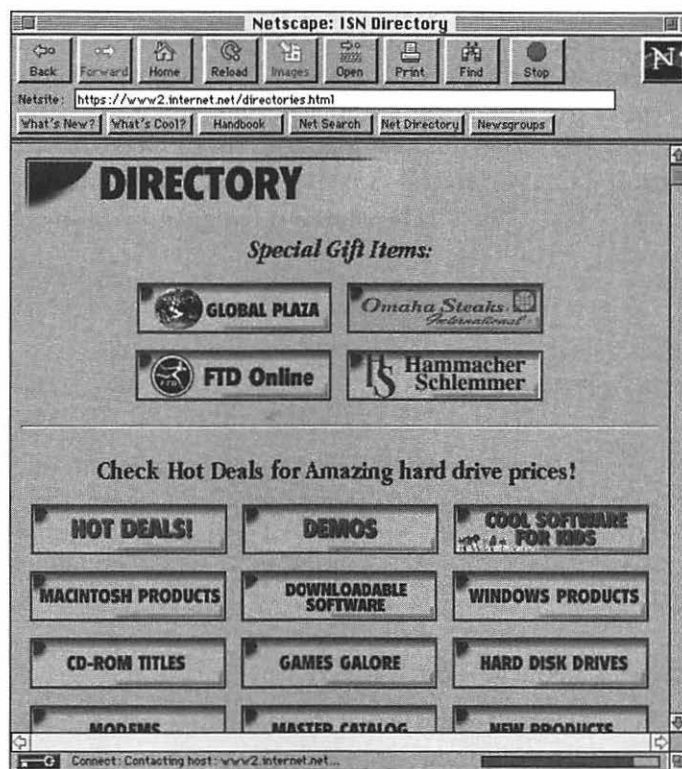 Netscape: ISN Directory
Back Forward Home Reload Images Open Print Find Stop
N
Netsite: https://www2.internet.net/directories.html
What's New? What's Cool? Handbook Net Search Net Directory Newsgroups
DIRECTORY
Special Gift Items:
GLOBAL PLAZA
Omaha Steaks
International
FTD
FTD Online
HS Hammacher
Schlemmer
Check Hot Deals for Amazing hard drive prices!
HOT DEALS!
DEMOS
COOL SOFTWARE
FOR KIDS
MACINTOSH PRODUCTS
DOWNLOADABLE
SOFTWARE
WINDOWS PRODUCTS
CD-ROM TITLES
GAMES GALORE
HARD DISK DRIVES
MODEMS
MASTER CATALOG
NEW PRODUCTS
Connect: Contacting host: www2.internet.net...